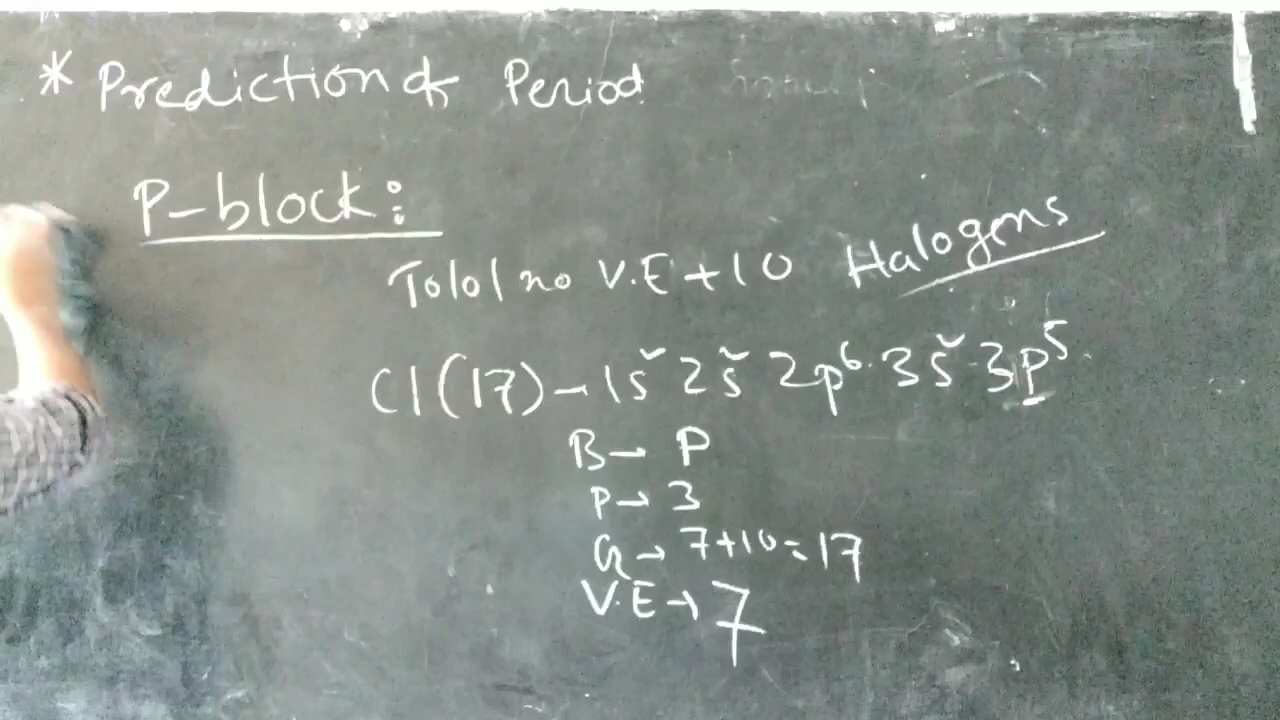 * Prediction of Period
P-block:
Total no V.E + 10 Halogens
Cl(17) - 1s² 2s² 2p⁶ 3s² 3p⁵
B → P
P → 3
G → 7+10=17
V.E → 7